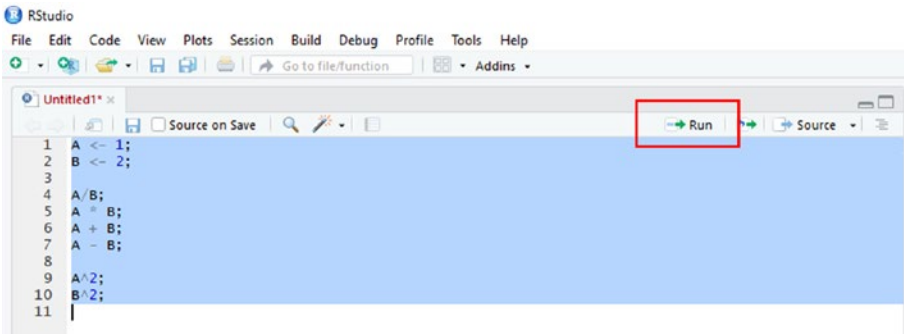 RStudio
File Edit Code View Plots Session Build Debug Profile Tools Help
Go to file/function Addins
Untitled1*
Source on Save Run Source
1 A <- 1;
2 B <- 2;
3
4 A/B;
5 A * B;
6 A + B;
7 A - B;
8
9 A^2;
10 B^2;
11